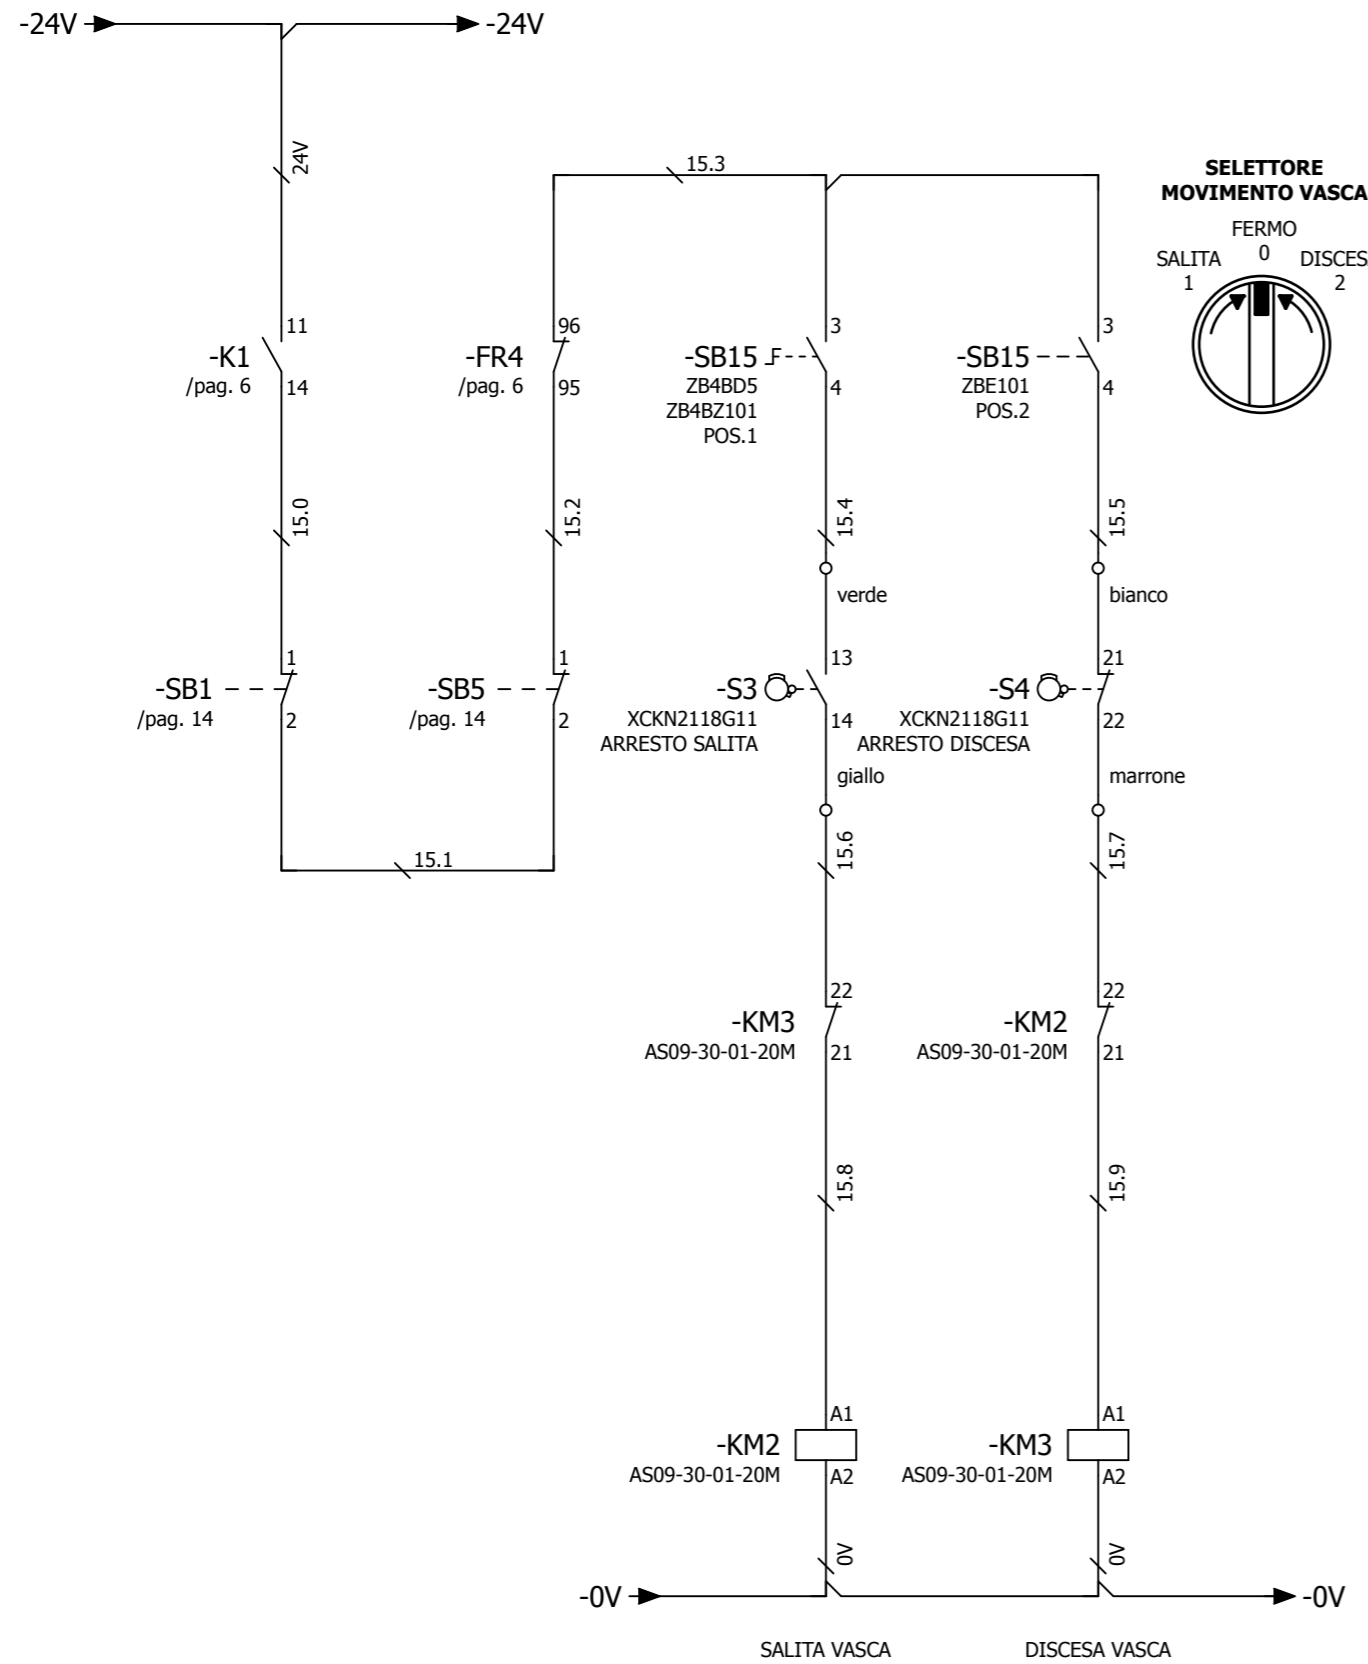 -24V
-24V
24V
15.3
SELETTORE
MOVIMENTO VASCA
FERMO
SALITA 0 DISCES
1 2
11
-K1
/pag. 6 14
96
-FR4
/pag. 6 95
3
-SB15
ZB4BD5 4
ZB4BZ101
POS.1
3
-SB15
ZBE101 4
POS.2
15.0
15.2
15.4
15.5
verde
bianco
1
-SB1
/pag. 14 2
1
-SB5
/pag. 14 2
13
-S3
XCKN2118G11 14
ARRESTO SALITA
giallo
21
-S4
XCKN2118G11 22
ARRESTO DISCESA
marrone
15.1
15.6
15.7
22
-KM3
AS09-30-01-20M 21
22
-KM2
AS09-30-01-20M 21
15.8
15.9
A1
-KM2
AS09-30-01-20M A2
A1
-KM3
AS09-30-01-20M A2
0V
0V
-0V
-0V
SALITA VASCA
DISCESA VASCA